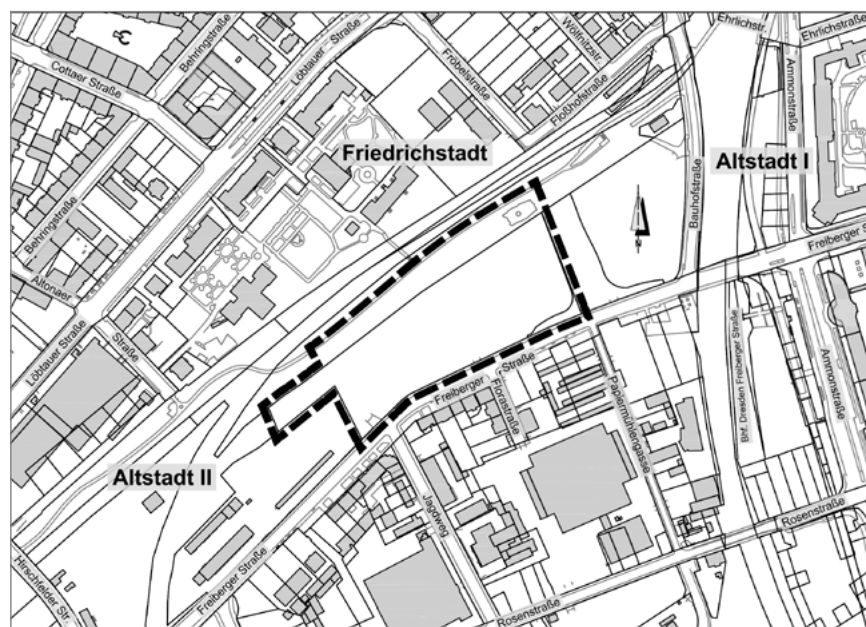 Ehrlichstr.
Ehrlichstraße
Wölfnitzstr.
Behringstraße
Löbtauer - Straße
Fröbelstraße
Cottaer Straße
Floßhofstraße
Ammonstraße
Friedrichstadt
Altstadt I
Bauhofstraße
Behringstraße
N
Freiberger S
Altonaer
Straße
Löbtauer Straße
Freiberger Straße
Florastraße
Papiermühlengasse
Bhf. Dresden Freiberger Straße
Ammonstraße
Altstadt II
Jagdweg
Rosenstraße
Hirschfelder Str.
Freiberger Straße
Rosenstraße